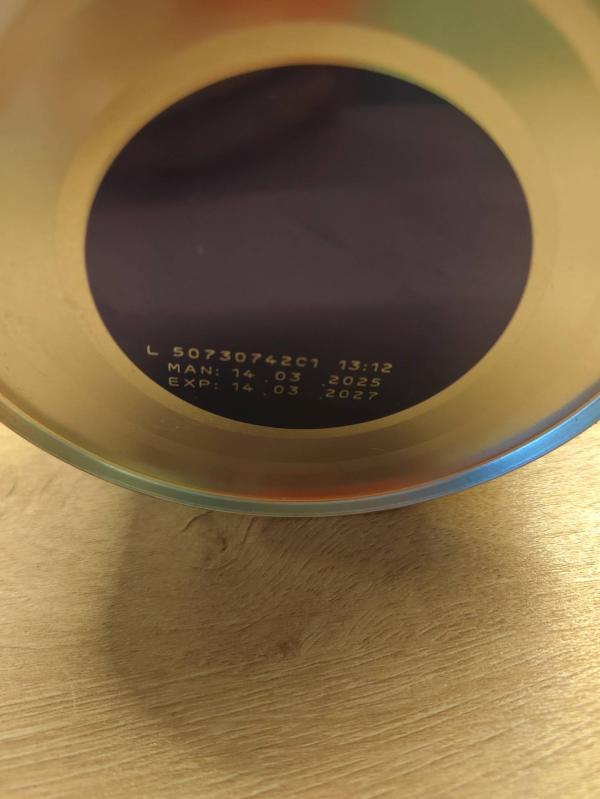 L 50730742C1 13:12
MAN: 14 . 03 .2025
EXP: 14 . 03 .2027